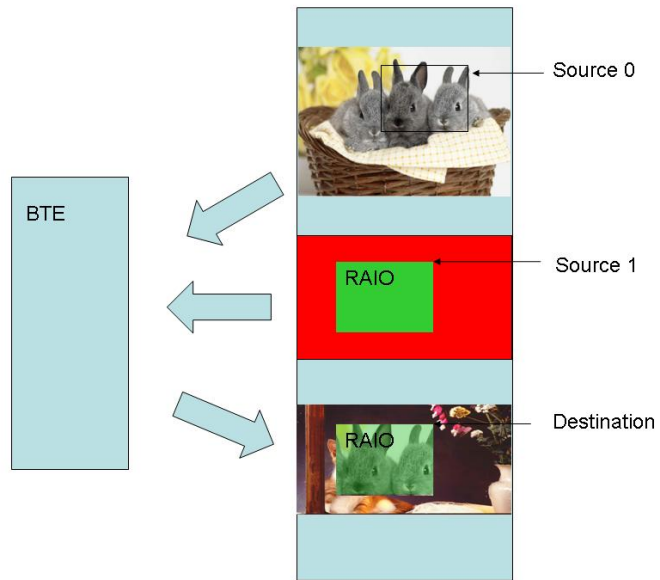 Source 0
BTE
RAIO
Source 1
RAIO
Destination